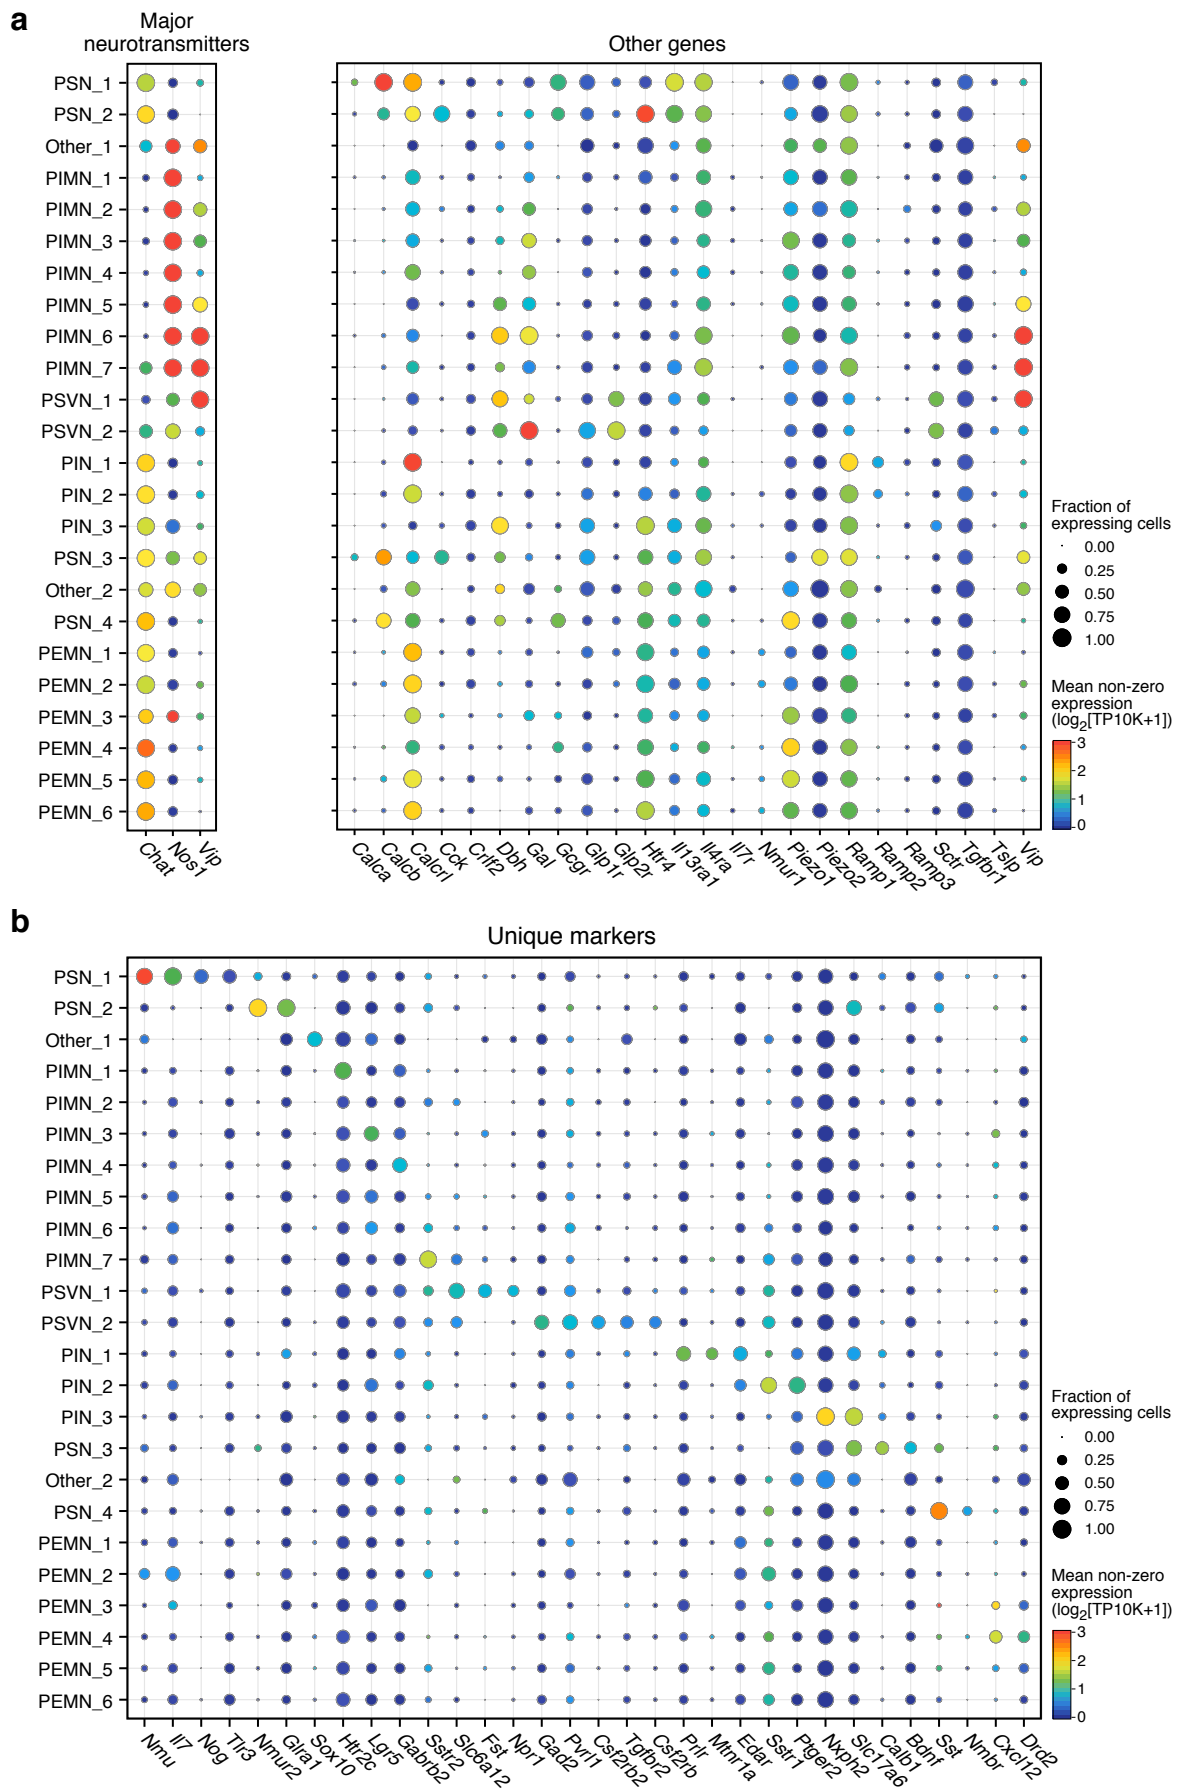 a
Major
neurotransmitters
Other genes
PSN_1
PSN_2
Other_1
PIMN_1
PIMN_2
PIMN_3
PIMN_4
PIMN_5
PIMN_6
PIMN_7
PSVN_1
PSVN_2
PIN_1
PIN_2
PIN_3
PSN_3
Other_2
PSN_4
PEMN_1
PEMN_2
PEMN_3
PEMN_4
PEMN_5
PEMN_6
Chat
Nos1
Vip
Calca
Calcb
Calcrl
Cck
Crlf2
Dbh
Gal
Gcgr
Glp1r
Glp2r
Htr4
Il13ra1
Il4ra
Il7r
Nmur1
Piezo1
Piezo2
Ramp1
Ramp2
Ramp3
Sctr
Tgfbr1
Tslp
Vip
Fraction of
expressing cells
0.00
0.25
0.50
0.75
1.00
Mean non-zero
expression
(log2[TP10K+1])
3
2
1
0
b
Unique markers
PSN_1
PSN_2
Other_1
PIMN_1
PIMN_2
PIMN_3
PIMN_4
PIMN_5
PIMN_6
PIMN_7
PSVN_1
PSVN_2
PIN_1
PIN_2
PIN_3
PSN_3
Other_2
PSN_4
PEMN_1
PEMN_2
PEMN_3
PEMN_4
PEMN_5
PEMN_6
Nmu
Il7
Nog
Tlr3
Nmur2
Glra1
Sox10
Htr2c
Lgr5
Gabrb2
Sstr2
Slc6a12
Fst
Npr1
Gad2
Pvrl1
Csf2rb2
Tgfbr2
Csf2rb
Prlr
Mtnr1a
Edar
Sstr1
Ptger2
Nxph2
Slc17a6
Calb1
Bdnf
Sst
Nmbr
Cxcl12
Drd2
Fraction of
expressing cells
0.00
0.25
0.50
0.75
1.00
Mean non-zero
expression
(log2[TP10K+1])
3
2
1
0